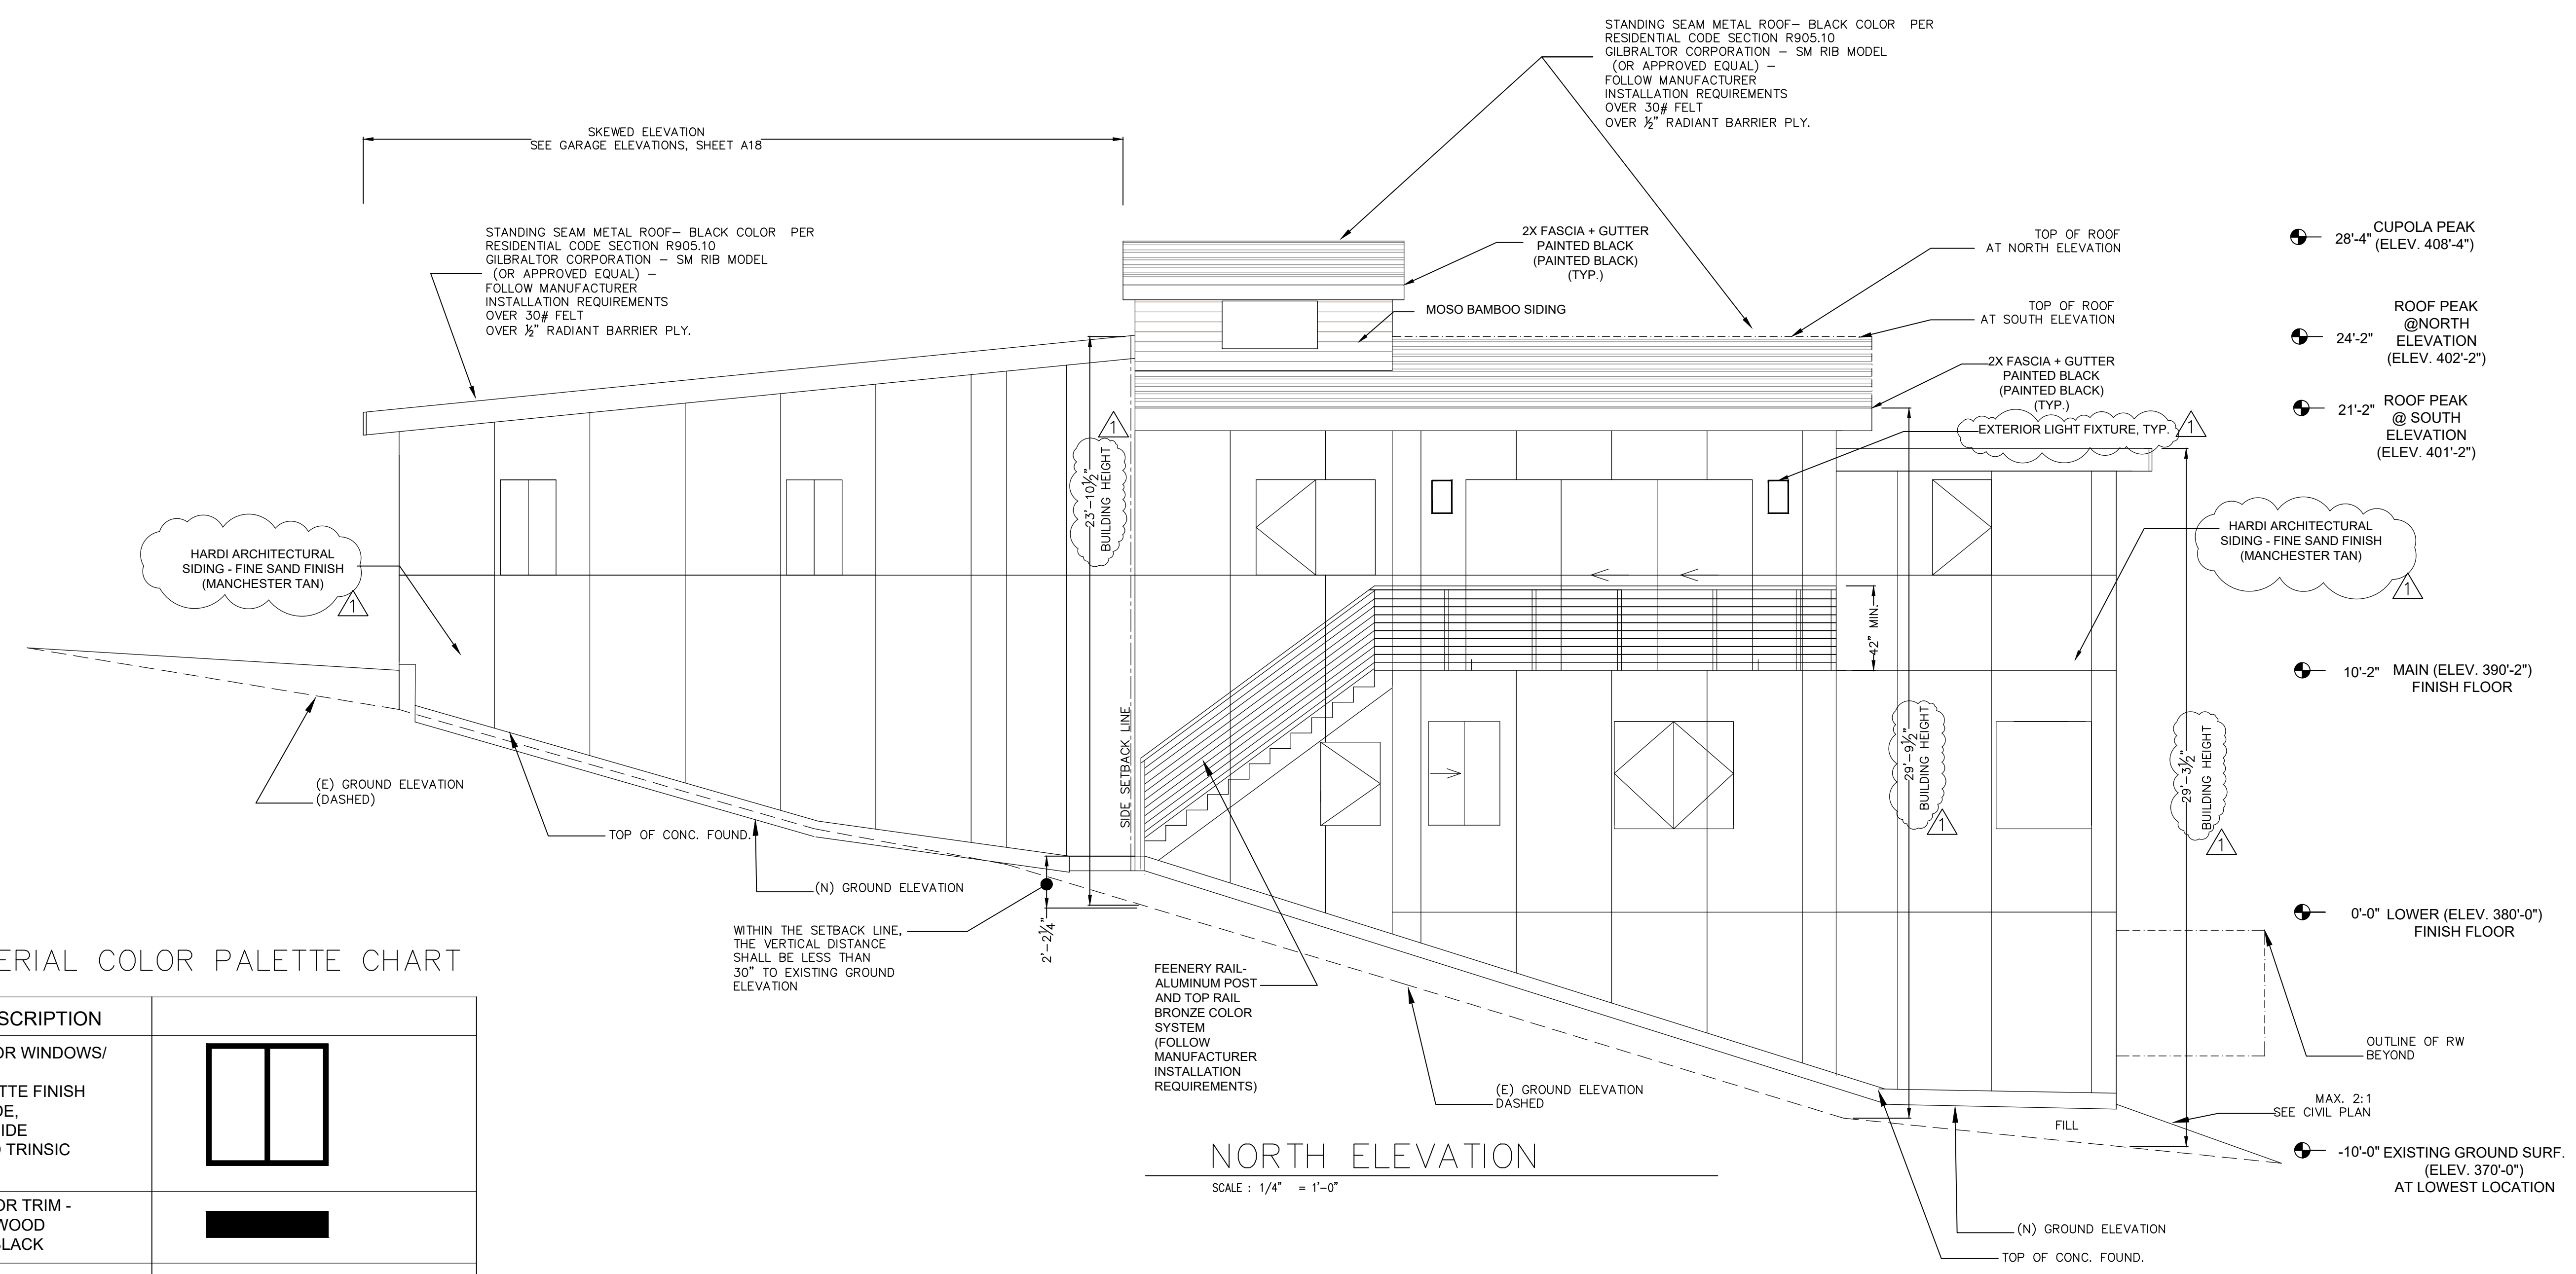 STANDING SEAM METAL ROOF– BLACK COLOR PER
RESIDENTIAL CODE SECTION R905.10
GILBRALTOR CORPORATION – SM RIB MODEL
(OR APPROVED EQUAL) –
FOLLOW MANUFACTURER
INSTALLATION REQUIREMENTS
OVER 30# FELT
OVER ½" RADIANT BARRIER PLY.
SKEWED ELEVATION
SEE GARAGE ELEVATIONS, SHEET A18
STANDING SEAM METAL ROOF– BLACK COLOR PER
RESIDENTIAL CODE SECTION R905.10
GILBRALTOR CORPORATION – SM RIB MODEL
(OR APPROVED EQUAL) –
FOLLOW MANUFACTURER
INSTALLATION REQUIREMENTS
OVER 30# FELT
OVER ½" RADIANT BARRIER PLY.
2X FASCIA + GUTTER
PAINTED BLACK
(PAINTED BLACK)
(TYP.)
MOSO BAMBOO SIDING
TOP OF ROOF
AT NORTH ELEVATION
TOP OF ROOF
AT SOUTH ELEVATION
2X FASCIA + GUTTER
PAINTED BLACK
(PAINTED BLACK)
(TYP.)
EXTERIOR LIGHT FIXTURE, TYP.
1
28'-4" CUPOLA PEAK
(ELEV. 408'-4")
24'-2" ROOF PEAK
@NORTH
ELEVATION
(ELEV. 402'-2")
21'-2" ROOF PEAK
@ SOUTH
ELEVATION
(ELEV. 401'-2")
10'-2" MAIN (ELEV. 390'-2")
FINISH FLOOR
0'-0" LOWER (ELEV. 380'-0")
FINISH FLOOR
-10'-0" EXISTING GROUND SURF.
(ELEV. 370'-0")
AT LOWEST LOCATION
HARDI ARCHITECTURAL
SIDING - FINE SAND FINISH
(MANCHESTER TAN)
1
23'–10½"
BUILDING HEIGHT
1
HARDI ARCHITECTURAL
SIDING - FINE SAND FINISH
(MANCHESTER TAN)
1
42" MIN.
SIDE SETBACK LINE
29'–9½"
BUILDING HEIGHT
1
29'–3½"
BUILDING HEIGHT
1
(E) GROUND ELEVATION
(DASHED)
TOP OF CONC. FOUND.
(N) GROUND ELEVATION
WITHIN THE SETBACK LINE,
THE VERTICAL DISTANCE
SHALL BE LESS THAN
30" TO EXISTING GROUND
ELEVATION
2'–2¼"
FEENERY RAIL-
ALUMINUM POST
AND TOP RAIL
BRONZE COLOR
SYSTEM
(FOLLOW
MANUFACTURER
INSTALLATION
REQUIREMENTS)
(E) GROUND ELEVATION
DASHED
OUTLINE OF RW
BEYOND
MAX. 2:1
SEE CIVIL PLAN
FILL
(N) GROUND ELEVATION
TOP OF CONC. FOUND.
NORTH ELEVATION
SCALE : 1/4" = 1'–0"
ERIAL COLOR PALETTE CHART
SCRIPTION
OR WINDOWS/
TTE FINISH
DE,
IDE
TRINSIC
OR TRIM -
WOOD
BLACK